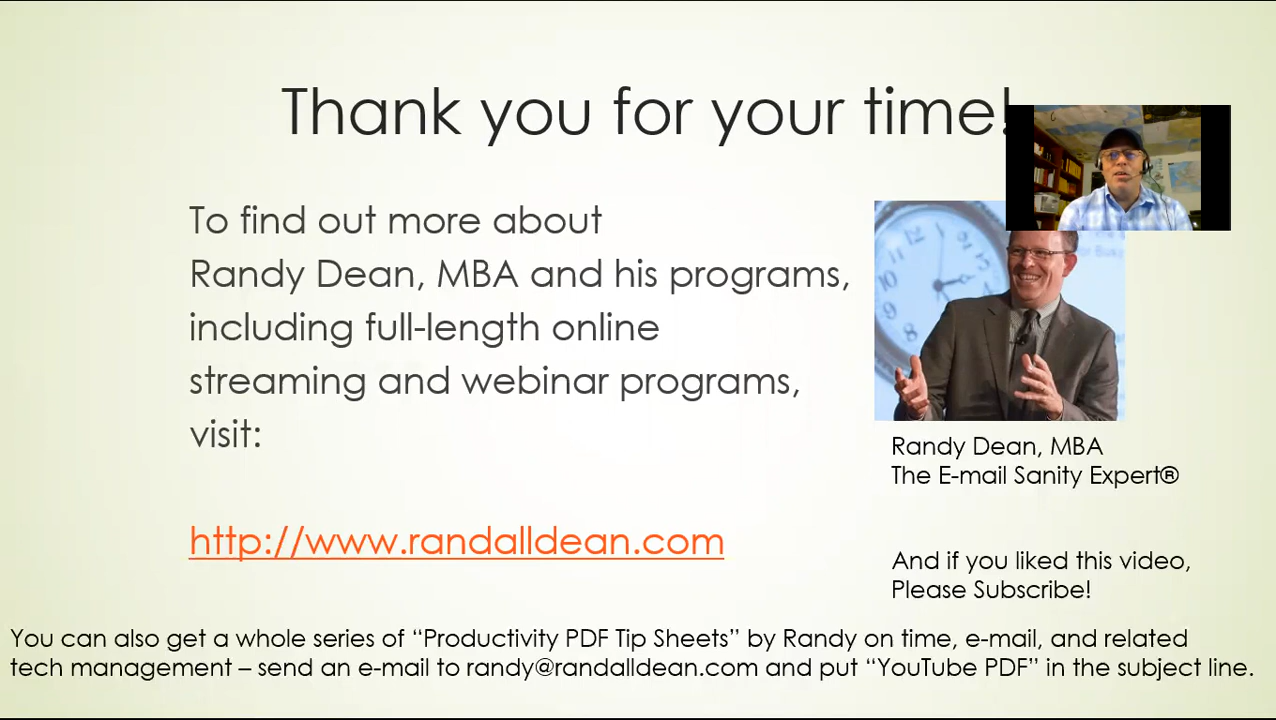 Thank you for your time!
To find out more about
Randy Dean, MBA and his programs,
including full-length online
streaming and webinar programs,
visit:
http://www.randalldean.com
Randy Dean, MBA
The E-mail Sanity Expert®
And if you liked this video,
Please Subscribe!
You can also get a whole series of “Productivity PDF Tip Sheets” by Randy on time, e-mail, and related
tech management – send an e-mail to randy@randalldean.com and put “YouTube PDF” in the subject line.